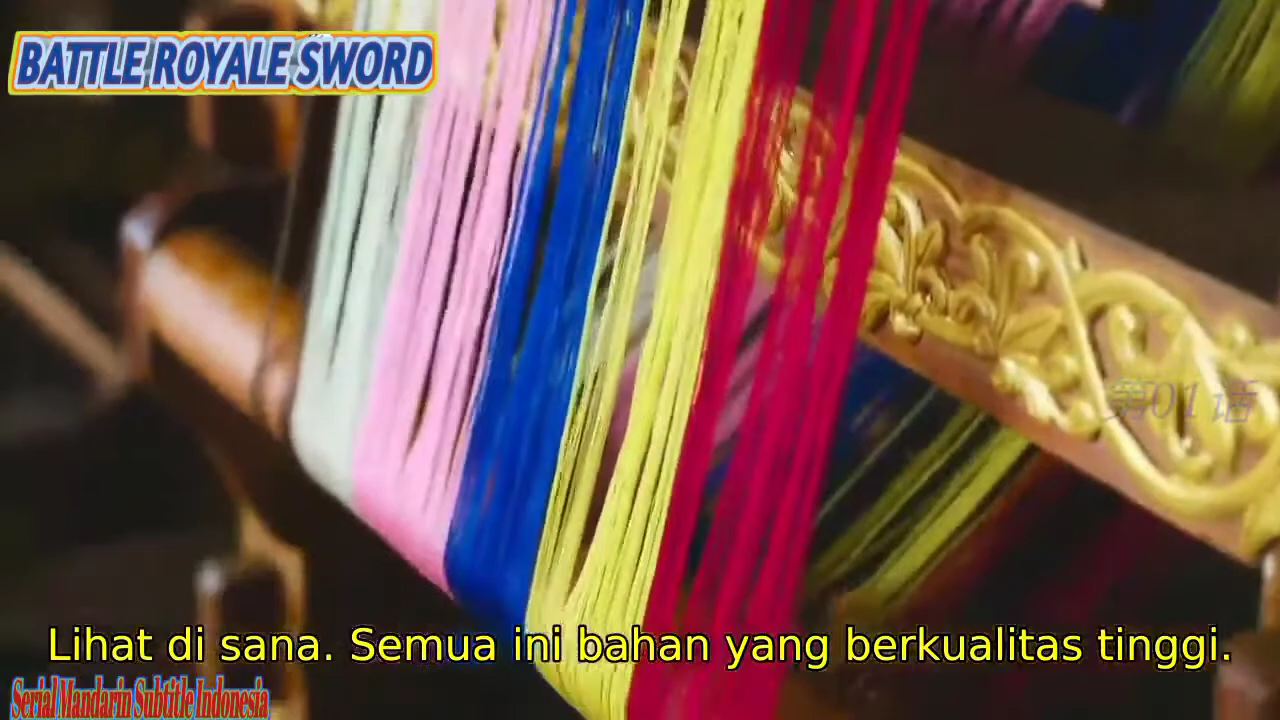 BATTLE ROYALE SWORD
第01话
Lihat di sana. Semua ini bahan yang berkualitas tinggi.
Serial Mandarin Subtitle Indonesia